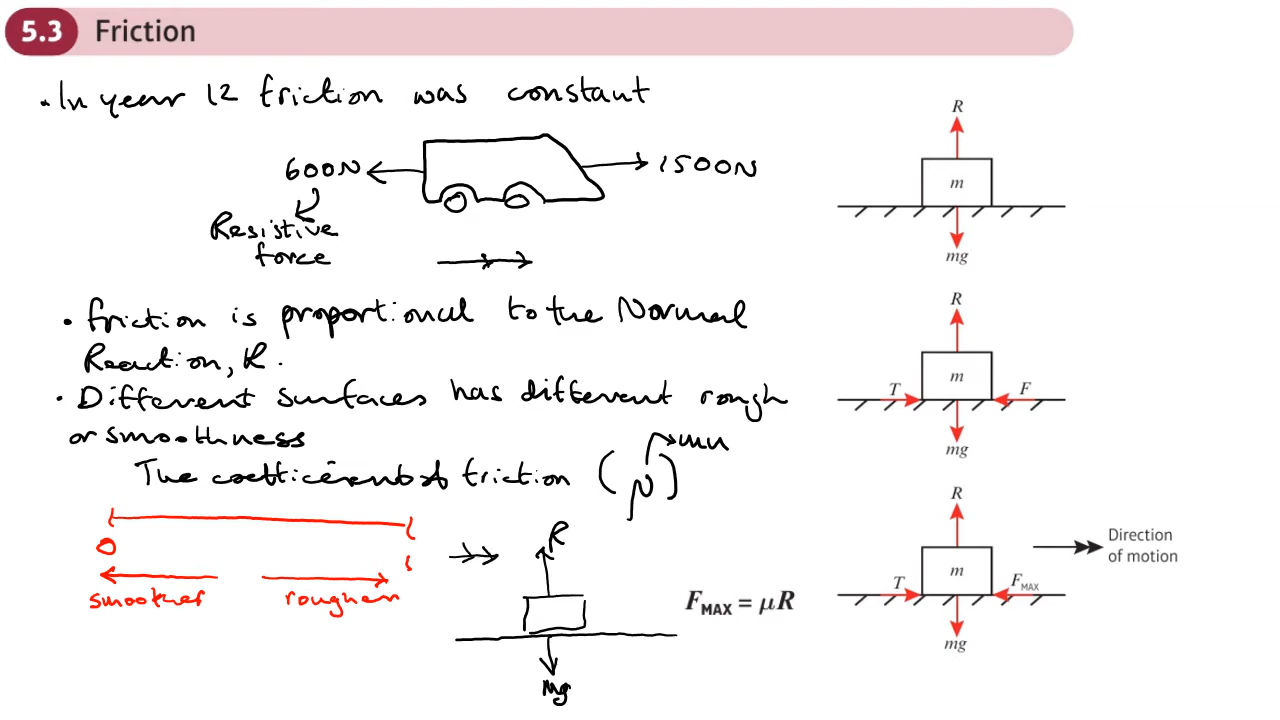 5.3 Friction
• In year 12 friction was constant
600N
1500N
Resistive
force
• Friction is proportional to the Normal
Reaction, R.
• Different surfaces has different rough
or smoothness
The coefficient of friction (μ)
mu
0
1
smoother
rougher
R
mg
F_MAX = μR
R
m
mg
R
T
m
F
mg
R
Direction
of motion
T
m
F_MAX
mg